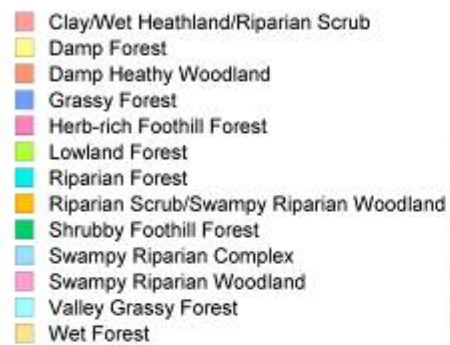 Clay/Wet Heathland/Riparian Scrub
Damp Forest
Damp Heathy Woodland
Grassy Forest
Herb-rich Foothill Forest
Lowland Forest
Riparian Forest
Riparian Scrub/Swampy Riparian Woodland
Shrubby Foothill Forest
Swampy Riparian Complex
Swampy Riparian Woodland
Valley Grassy Forest
Wet Forest